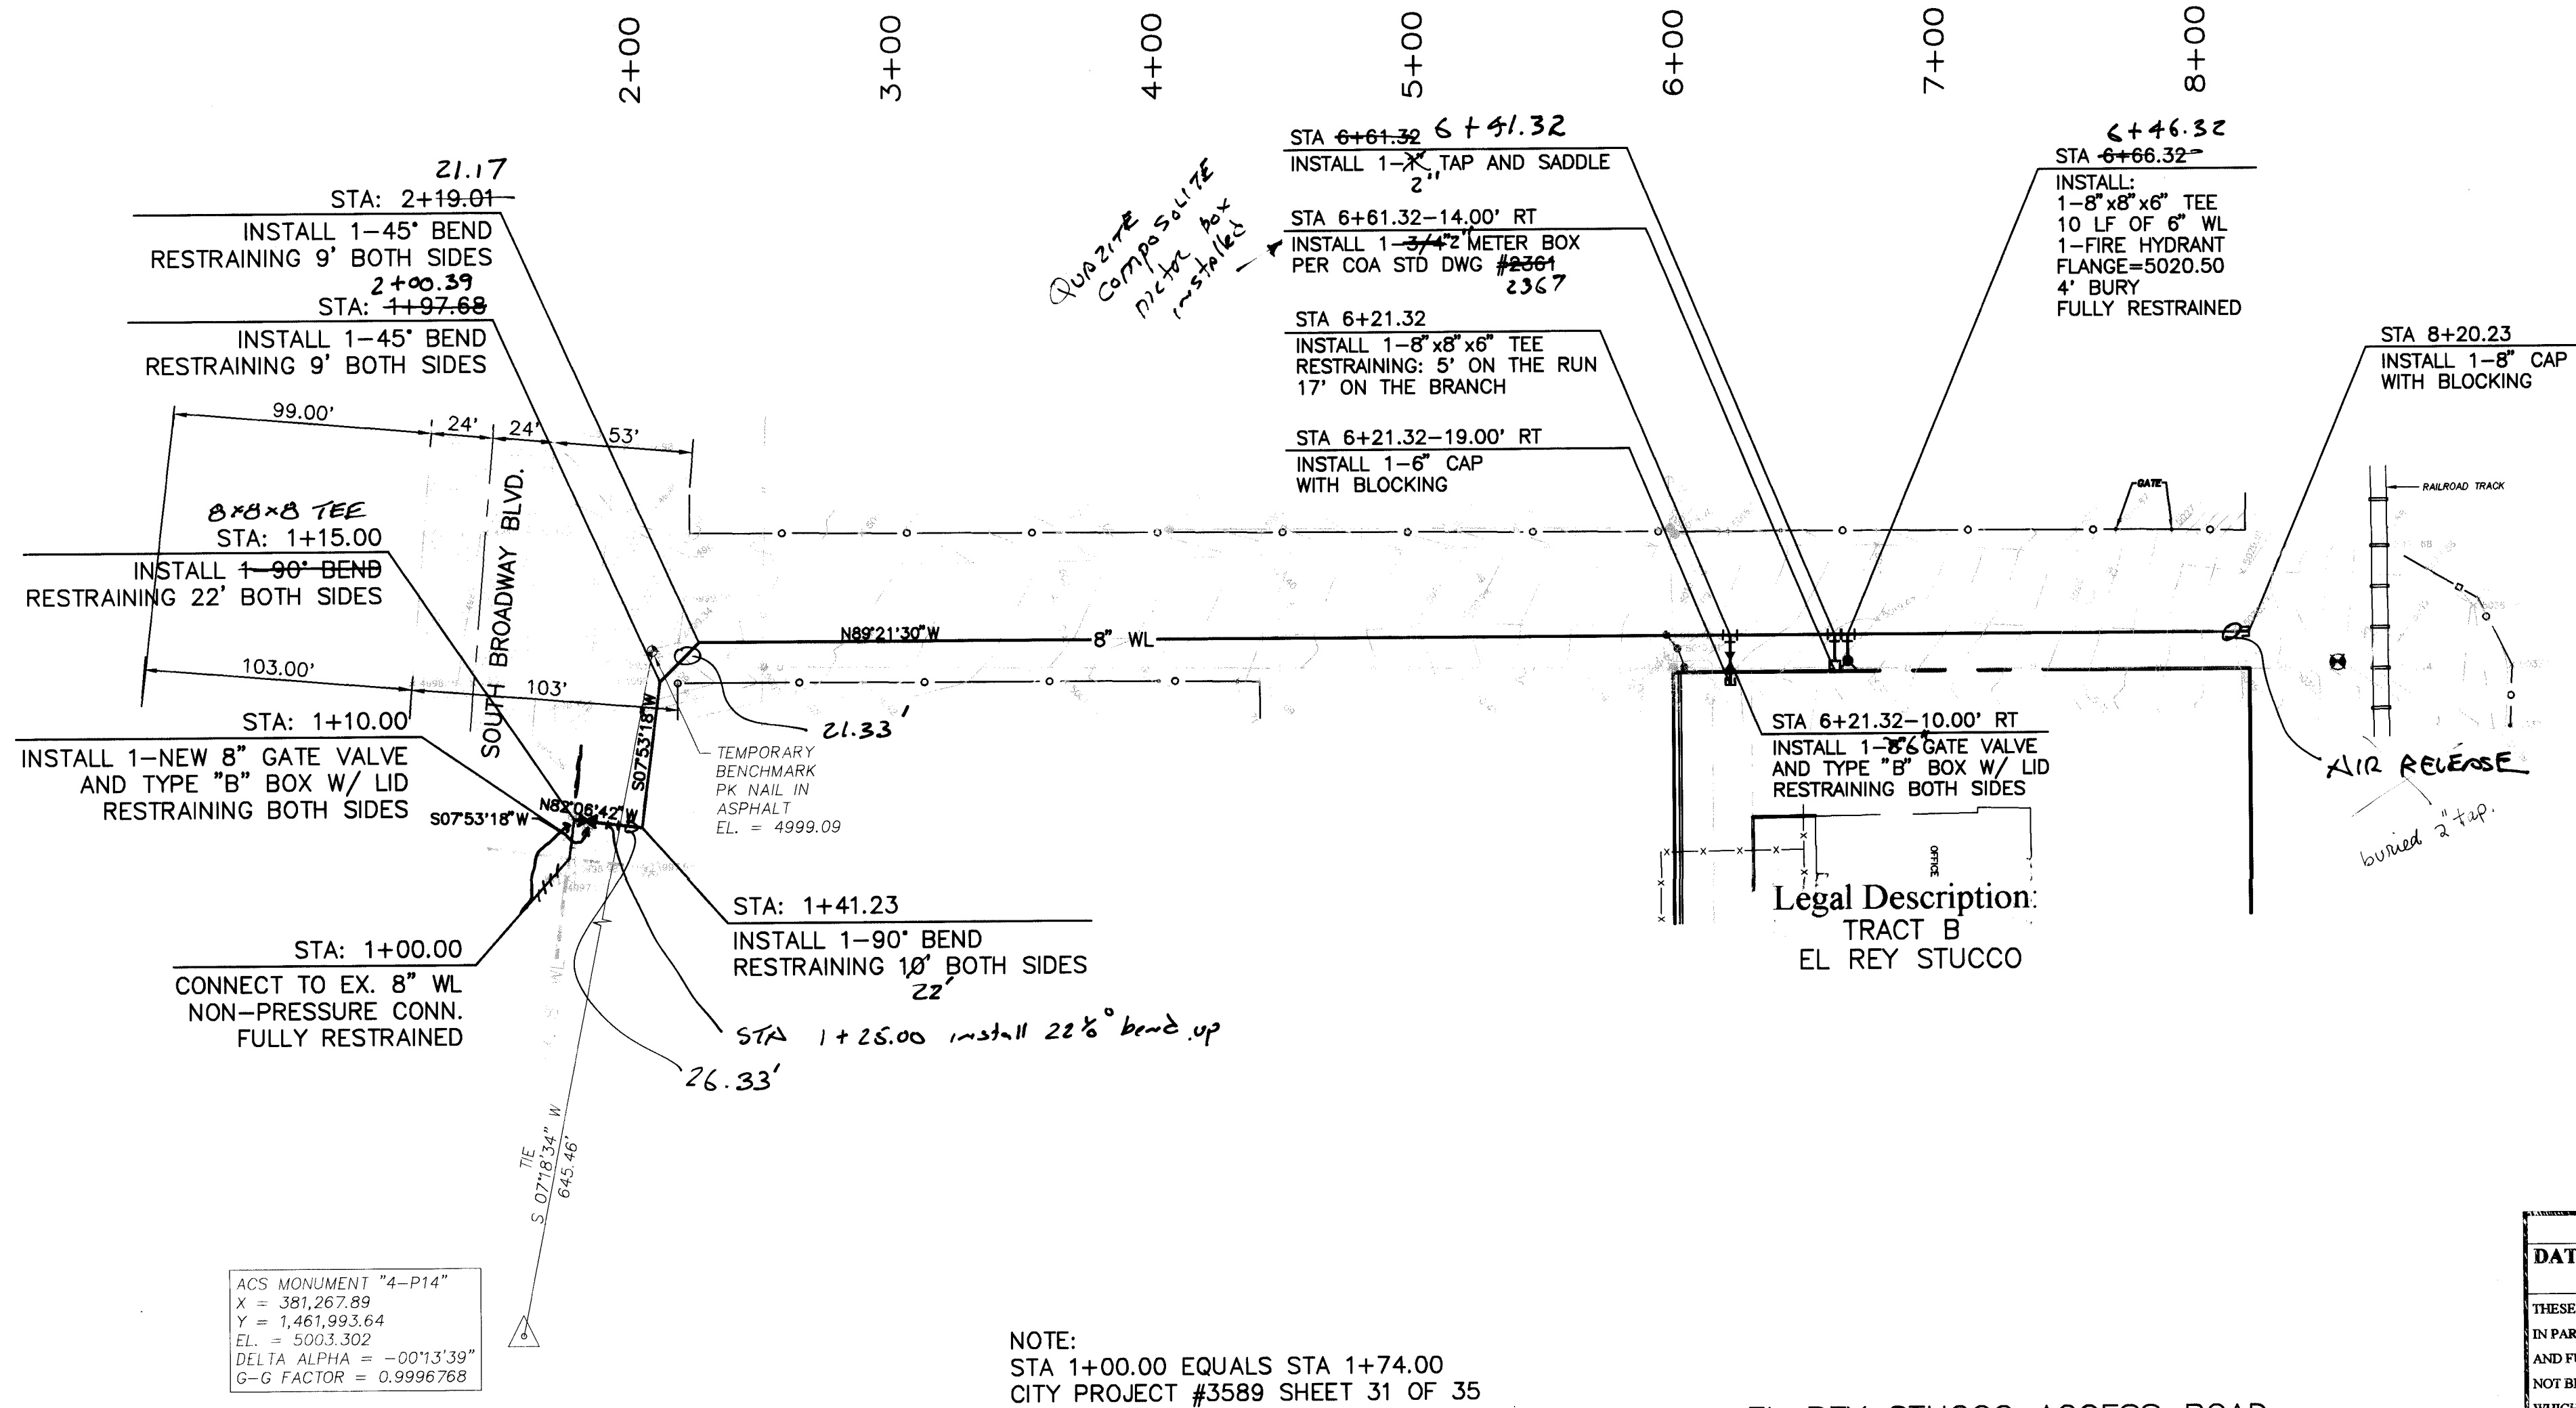 2+00
3+00
4+00
5+00
6+00
7+00
8+00
21.17
STA: 2+19.01
INSTALL 1-45° BEND
RESTRAINING 9' BOTH SIDES
2+00.39
STA: 1+97.68
INSTALL 1-45° BEND
RESTRAINING 9' BOTH SIDES
99.00'
24'
24'
53'
SOUTH BROADWAY BLVD.
8x8x8 TEE
STA: 1+15.00
INSTALL 1-90° BEND
RESTRAINING 22' BOTH SIDES
103.00'
103'
STA: 1+10.00
INSTALL 1-NEW 8" GATE VALVE
AND TYPE "B" BOX W/ LID
RESTRAINING BOTH SIDES
S07°53'18"W
N82°06'42"W
S07°53'18"W
STA: 1+00.00
CONNECT TO EX. 8" WL
NON-PRESSURE CONN.
FULLY RESTRAINED
21.33'
TEMPORARY
BENCHMARK
PK NAIL IN
ASPHALT
EL. = 4999.09
STA: 1+41.23
INSTALL 1-90° BEND
RESTRAINING 10' BOTH SIDES
22'
STA 1+25.00 install 22½° bend up
26.33'
N89°21'30"W
8" WL
QUAZITE
COMPOSOLITE
meter box
installed
STA 6+61.32 6+41.32
INSTALL 1- TAP AND SADDLE
2"
STA 6+61.32-14.00' RT
INSTALL 1-3/4" 2" METER BOX
PER COA STD DWG #2361
2367
STA 6+21.32
INSTALL 1-8"x8"x6" TEE
RESTRAINING: 5' ON THE RUN
17' ON THE BRANCH
STA 6+21.32-19.00' RT
INSTALL 1-6" CAP
WITH BLOCKING
6+46.32
STA 6+66.32
INSTALL:
1-8"x8"x6" TEE
10 LF OF 6" WL
1-FIRE HYDRANT
FLANGE=5020.50
4' BURY
FULLY RESTRAINED
STA 8+20.23
INSTALL 1-8" CAP
WITH BLOCKING
GATE
RAILROAD TRACK
STA 6+21.32-10.00' RT
INSTALL 1-8" 6" GATE VALVE
AND TYPE "B" BOX W/ LID
RESTRAINING BOTH SIDES
AIR RELEASE
buried 2" tap.
OFFICE
Legal Description:
TRACT B
EL REY STUCCO
TIE
S 07°18'34" W
645.46'
ACS MONUMENT "4-P14"
X = 381,267.89
Y = 1,461,993.64
EL. = 5003.302
DELTA ALPHA = -00°13'39"
G-G FACTOR = 0.9996768
NOTE:
STA 1+00.00 EQUALS STA 1+74.00
CITY PROJECT #3589 SHEET 31 OF 35
EL REY STUCCO ACCESS ROAD
DAT
THESE
IN PAR
AND FU
NOT BE
WHICH